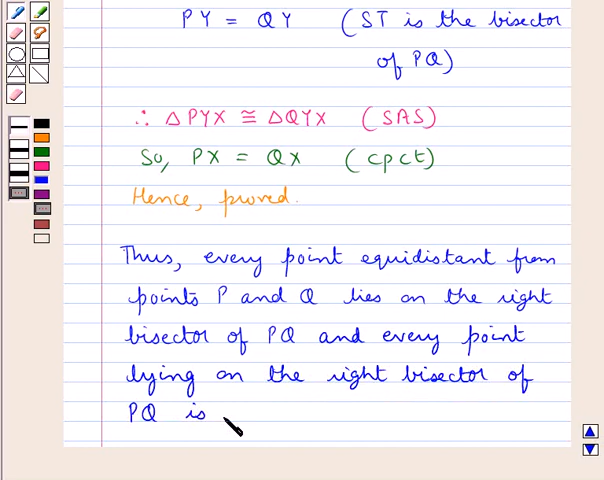 PY = QY (ST is the bisector
of PQ)
∴ △PYX ≅ △QYX (SAS)
So, PX = QX (cpct)
Hence, proved.
Thus, every point equidistant from
points P and Q lies on the right
bisector of PQ and every point
lying on the right bisector of
PQ is